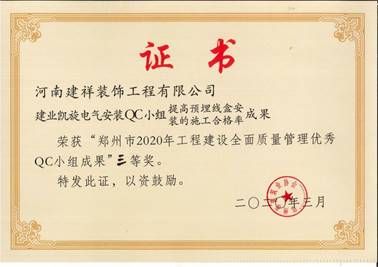 证书
河南建祥装饰工程有限公司
建业凯旋电气安装QC小组提高预埋线盒安装的施工合格率成果
荣获“郑州市2020年工程建设全面质量管理优秀
QC小组成果”三等奖。
特发此证，以资鼓励。
二〇二〇年三月